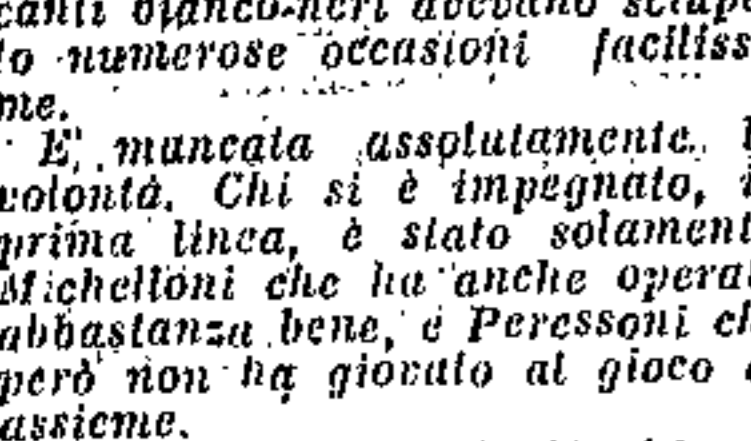 canti bianco-neri avevano sciupa
to numerose occasioni faciliss
me.
E' mancata assolutamente l
volontà. Chi si è impegnato, i
prima linea, è stato solament
Michelloni che ha anche operat
abbastanza bene, e Peressoni ch
però non ha giovato al gioco d
assieme.